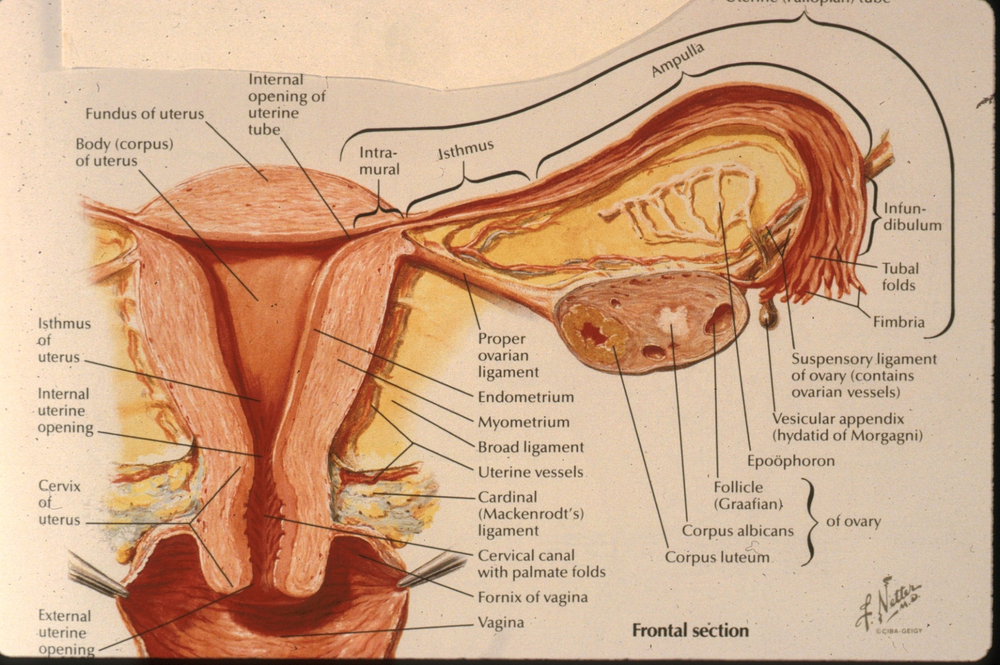 Uterine (Fallopian) tube
Ampulla
Internal
opening of
uterine
tube
Fundus of uterus
Body (corpus)
of uterus
Intra-
mural
Isthmus
Infun-
dibulum
Tubal
folds
Fimbria
Isthmus
of
uterus
Internal
uterine
opening
Cervix
of
uterus
External
uterine
opening
Proper
ovarian
ligament
Endometrium
Myometrium
Broad ligament
Uterine vessels
Cardinal
(Mackenrodt's)
ligament
Cervical canal
with palmate folds
Fornix of vagina
Vagina
Suspensory ligament
of ovary (contains
ovarian vessels)
Vesicular appendix
(hydatid of Morgagni)
Epoöphoron
Follicle
(Graafian)
Corpus albicans
Corpus luteum
of ovary
Frontal section
F. Netter
M.D.
© CIBA-GEIGY